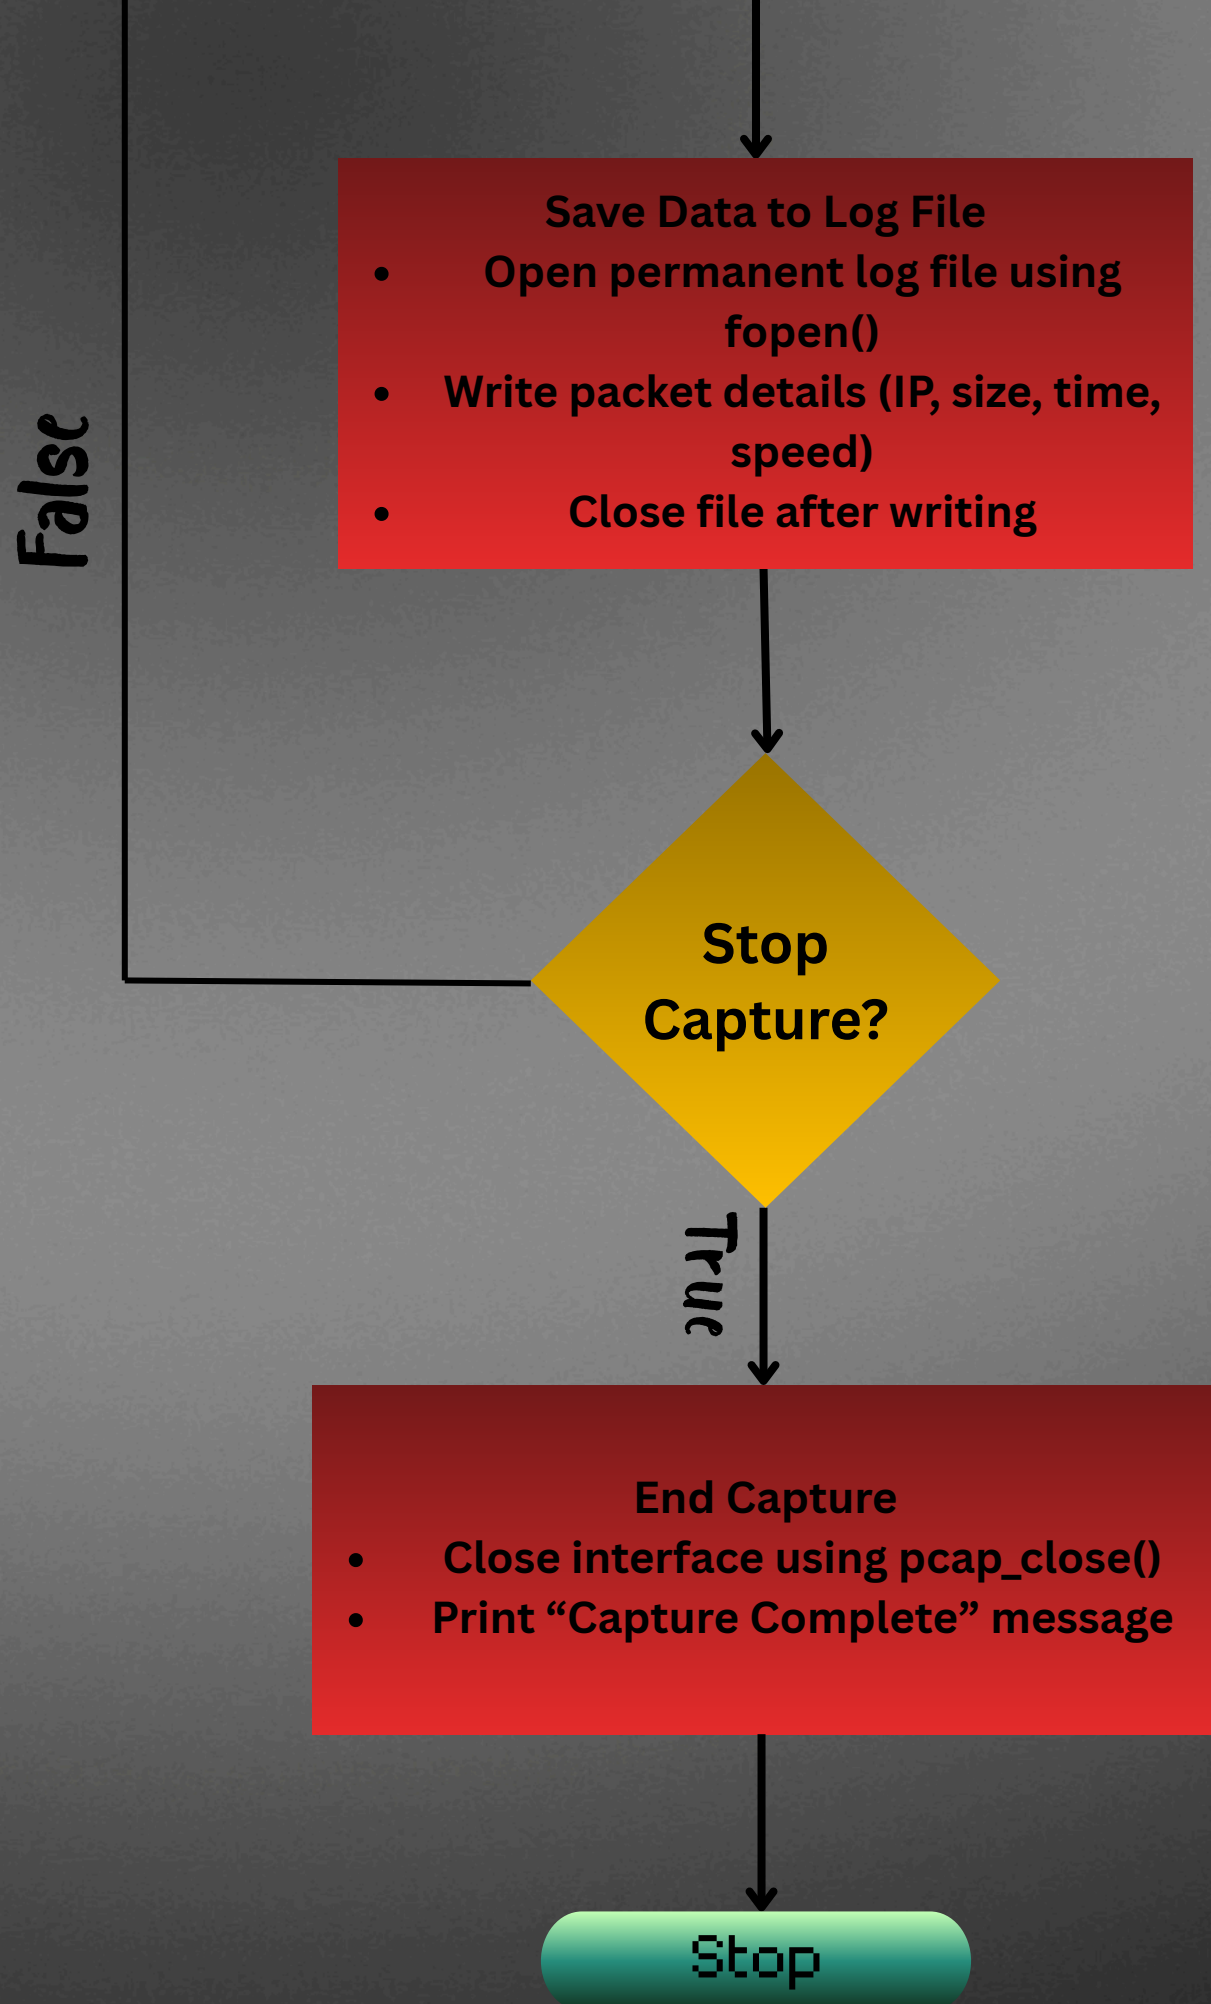 Save Data to Log File
• Open permanent log file using
fopen()
• Write packet details (IP, size, time,
speed)
• Close file after writing
False
Stop
Capture?
True
End Capture
• Close interface using pcap_close()
• Print “Capture Complete” message
Stop